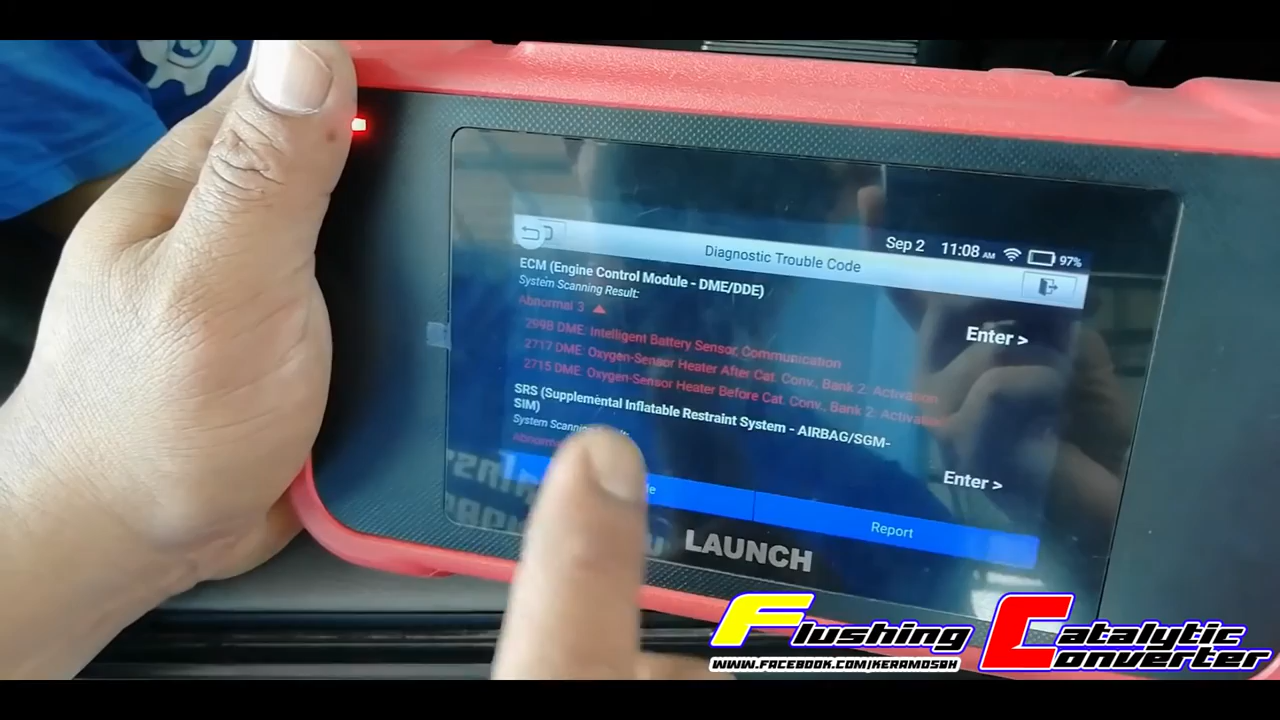 Sep 2 11:08 AM 97%
Diagnostic Trouble Code
ECM (Engine Control Module - DME/DDE)
System Scanning Result:
Abnormal 3
Enter >
2998 DME: Intelligent Battery Sensor, Communication
2717 DME: Oxygen-Sensor Heater After Cat. Conv., Bank 2: Activation
2715 DME: Oxygen-Sensor Heater Before Cat. Conv., Bank 2: Activation
SRS (Supplemental Inflatable Restraint System - AIRBAG/SGM-
SIM)
System Scanning
Enter >
Report
LAUNCH
Flushing Catalytic
Converter
WWW.FACEBOOK.COM/KERAMOSBH